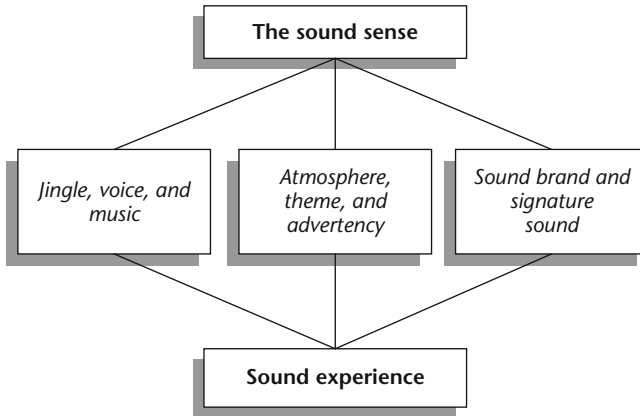 The sound sense
Jingle, voice, and
music
Atmosphere,
theme, and
advertency
Sound brand and
signature
sound
Sound experience